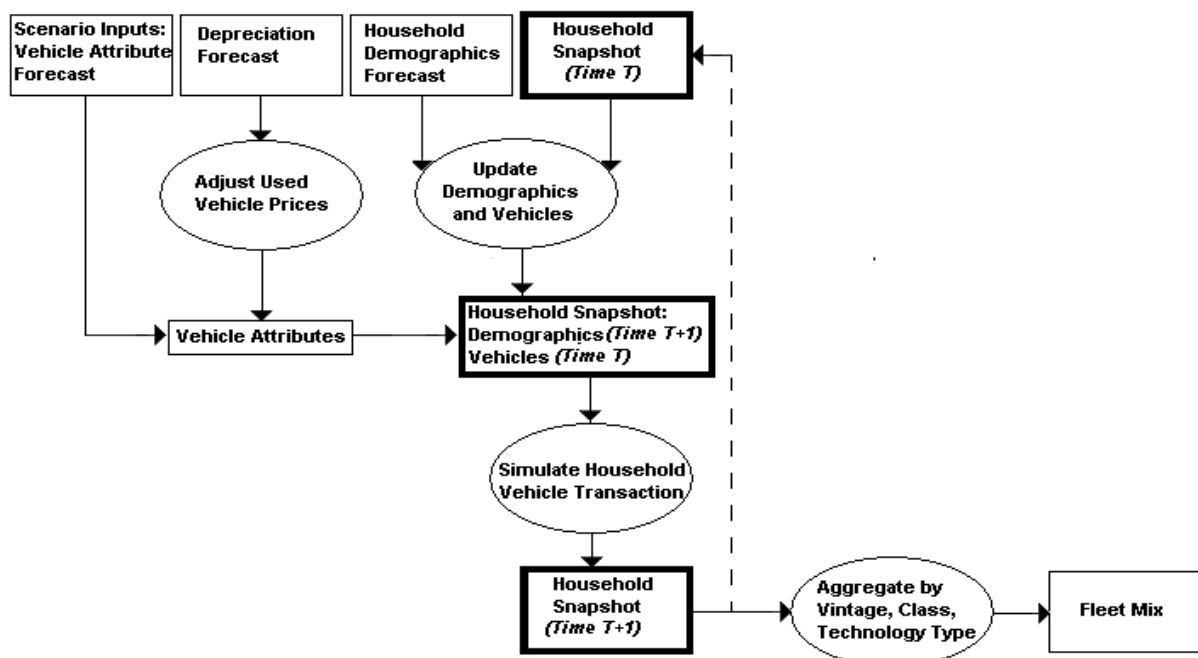 Scenario Inputs:
Vehicle Attribute
Forecast
Depreciation
Forecast
Household
Demographics
Forecast
Household
Snapshot
(Time T)
Adjust Used
Vehicle Prices
Update
Demographics
and Vehicles
Vehicle Attributes
Household Snapshot:
Demographics (Time T+1)
Vehicles (Time T)
Simulate Household
Vehicle Transaction
Household
Snapshot
(Time T+1)
Aggregate by
Vintage, Class,
Technology Type
Fleet Mix